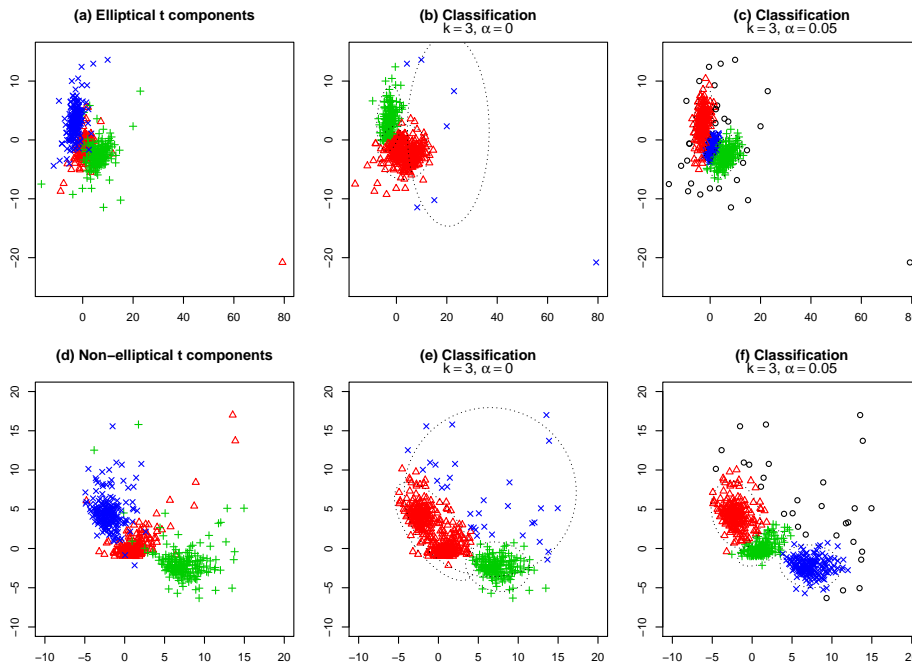 (a) Elliptical t components
(b) Classification
k = 3, α = 0
(c) Classification
k = 3, α = 0.05
10
0
−10
−20
0 20 40 60 80
10
0
−10
−20
0 20 40 60 80
10
0
−10
−20
0 20 40 60 80
(d) Non−elliptical t components
(e) Classification
k = 3, α = 0
(f) Classification
k = 3, α = 0.05
20
15
10
5
0
−5
−10
−10 −5 0 5 10 15 20
20
15
10
5
0
−5
−10
−10 −5 0 5 10 15 20
20
15
10
5
0
−5
−10
−10 −5 0 5 10 15 20